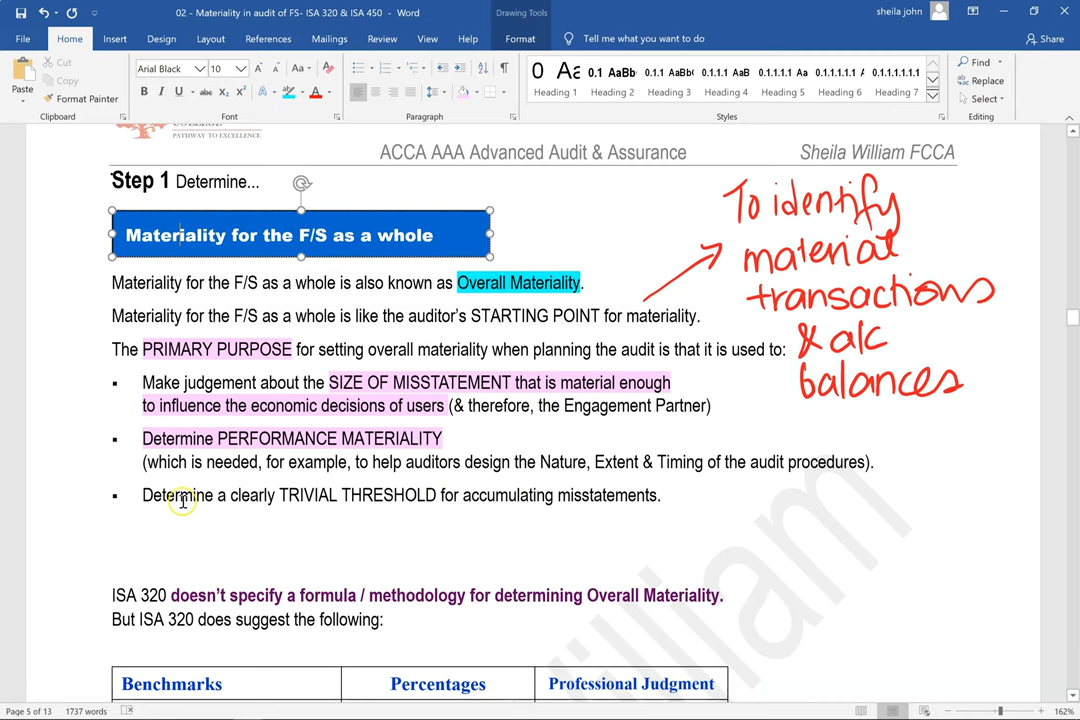 02 - Materiality in audit of FS- ISA 320 & ISA 450 - Word
Drawing Tools
sheila john
File Home Insert Design Layout References Mailings Review View Help Format Tell me what you want to do Share
Paste
Cut
Copy
Format Painter
Clipboard
Arial Black 10
Font
Paragraph
Heading 1 Heading 2 Heading 3 Heading 4 Heading 5 Heading 6 Heading 7
Styles
Find
Replace
Select
Editing
PATHWAY TO EXCELLENCE
ACCA AAA Advanced Audit & Assurance Sheila William FCCA
Step 1 Determine...
Materiality for the F/S as a whole
Materiality for the F/S as a whole is also known as Overall Materiality.
Materiality for the F/S as a whole is like the auditor's STARTING POINT for materiality.
The PRIMARY PURPOSE for setting overall materiality when planning the audit is that it is used to:
▪ Make judgement about the SIZE OF MISSTATEMENT that is material enough
to influence the economic decisions of users (& therefore, the Engagement Partner)
▪ Determine PERFORMANCE MATERIALITY
(which is needed, for example, to help auditors design the Nature, Extent & Timing of the audit procedures).
▪ Determine a clearly TRIVIAL THRESHOLD for accumulating misstatements.
To identify
material
transactions
& a/c
balances
ISA 320 doesn't specify a formula / methodology for determining Overall Materiality.
But ISA 320 does suggest the following:
Benchmarks Percentages Professional Judgment
william
Page 5 of 13 1737 words 162%